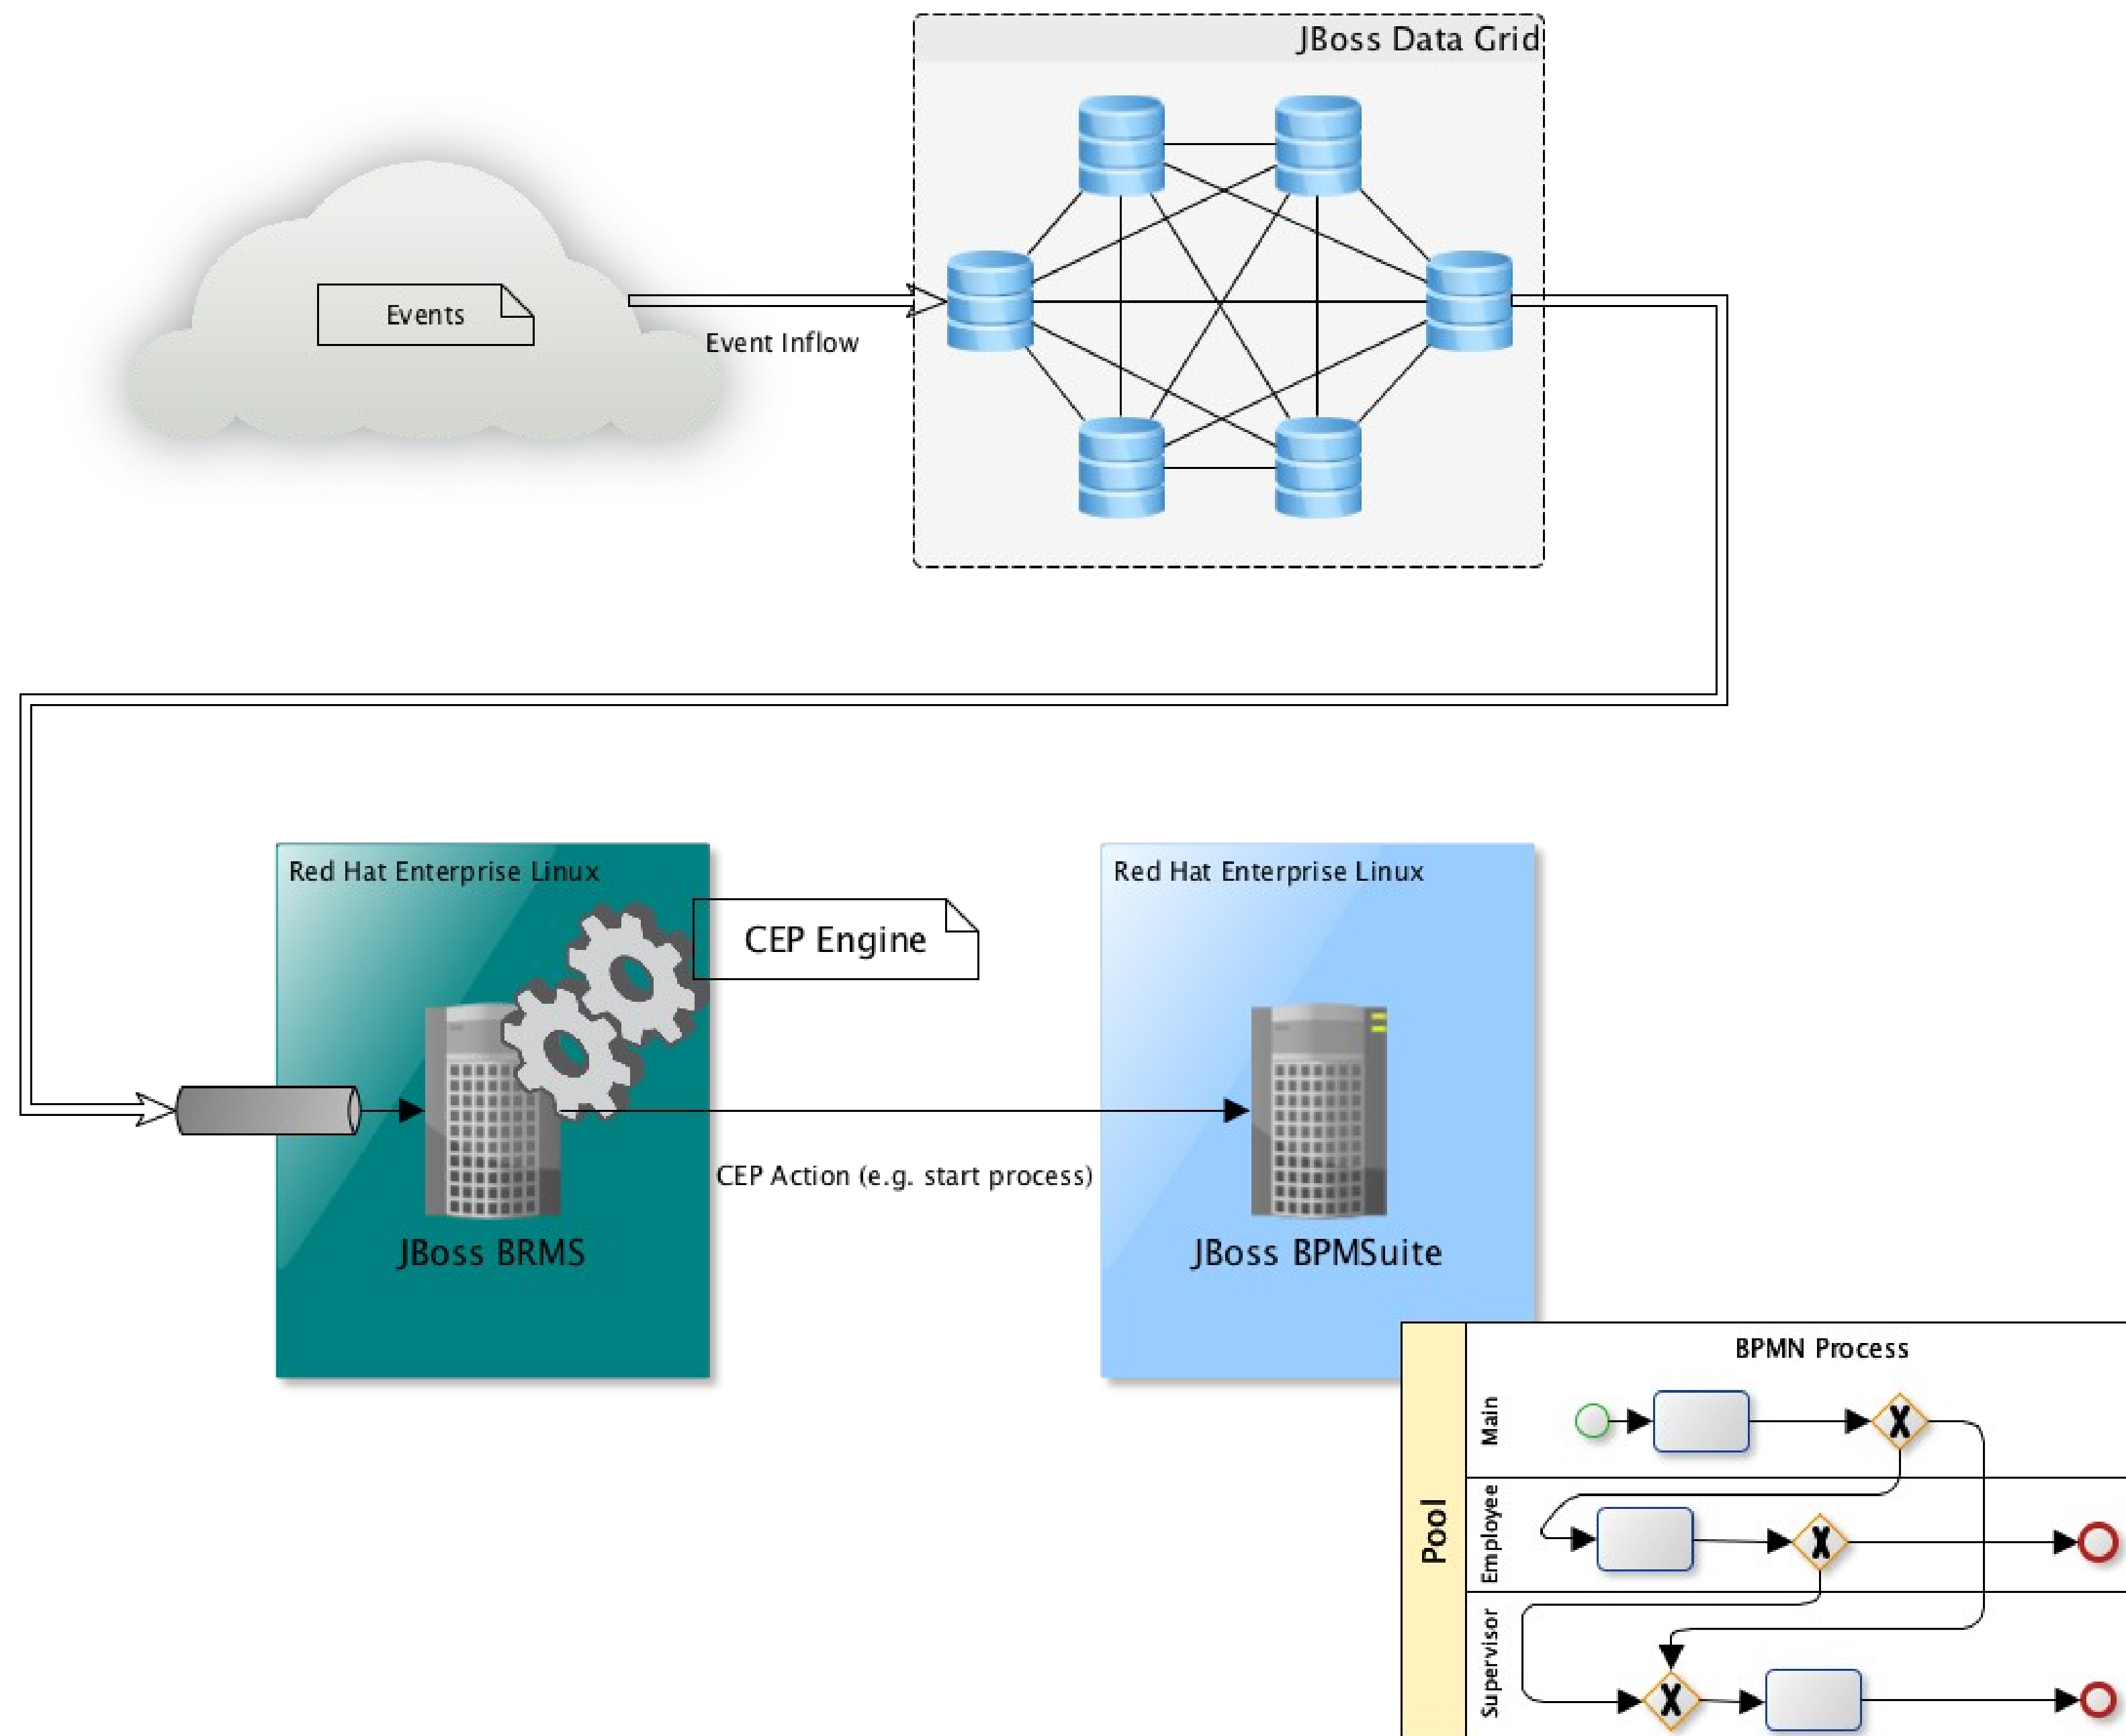 JBoss Data Grid
Events
Event Inflow
Red Hat Enterprise Linux
CEP Engine
JBoss BRMS
CEP Action (e.g. start process)
Red Hat Enterprise Linux
JBoss BPMSuite
BPMN Process
Pool
Main
Employee
Supervisor